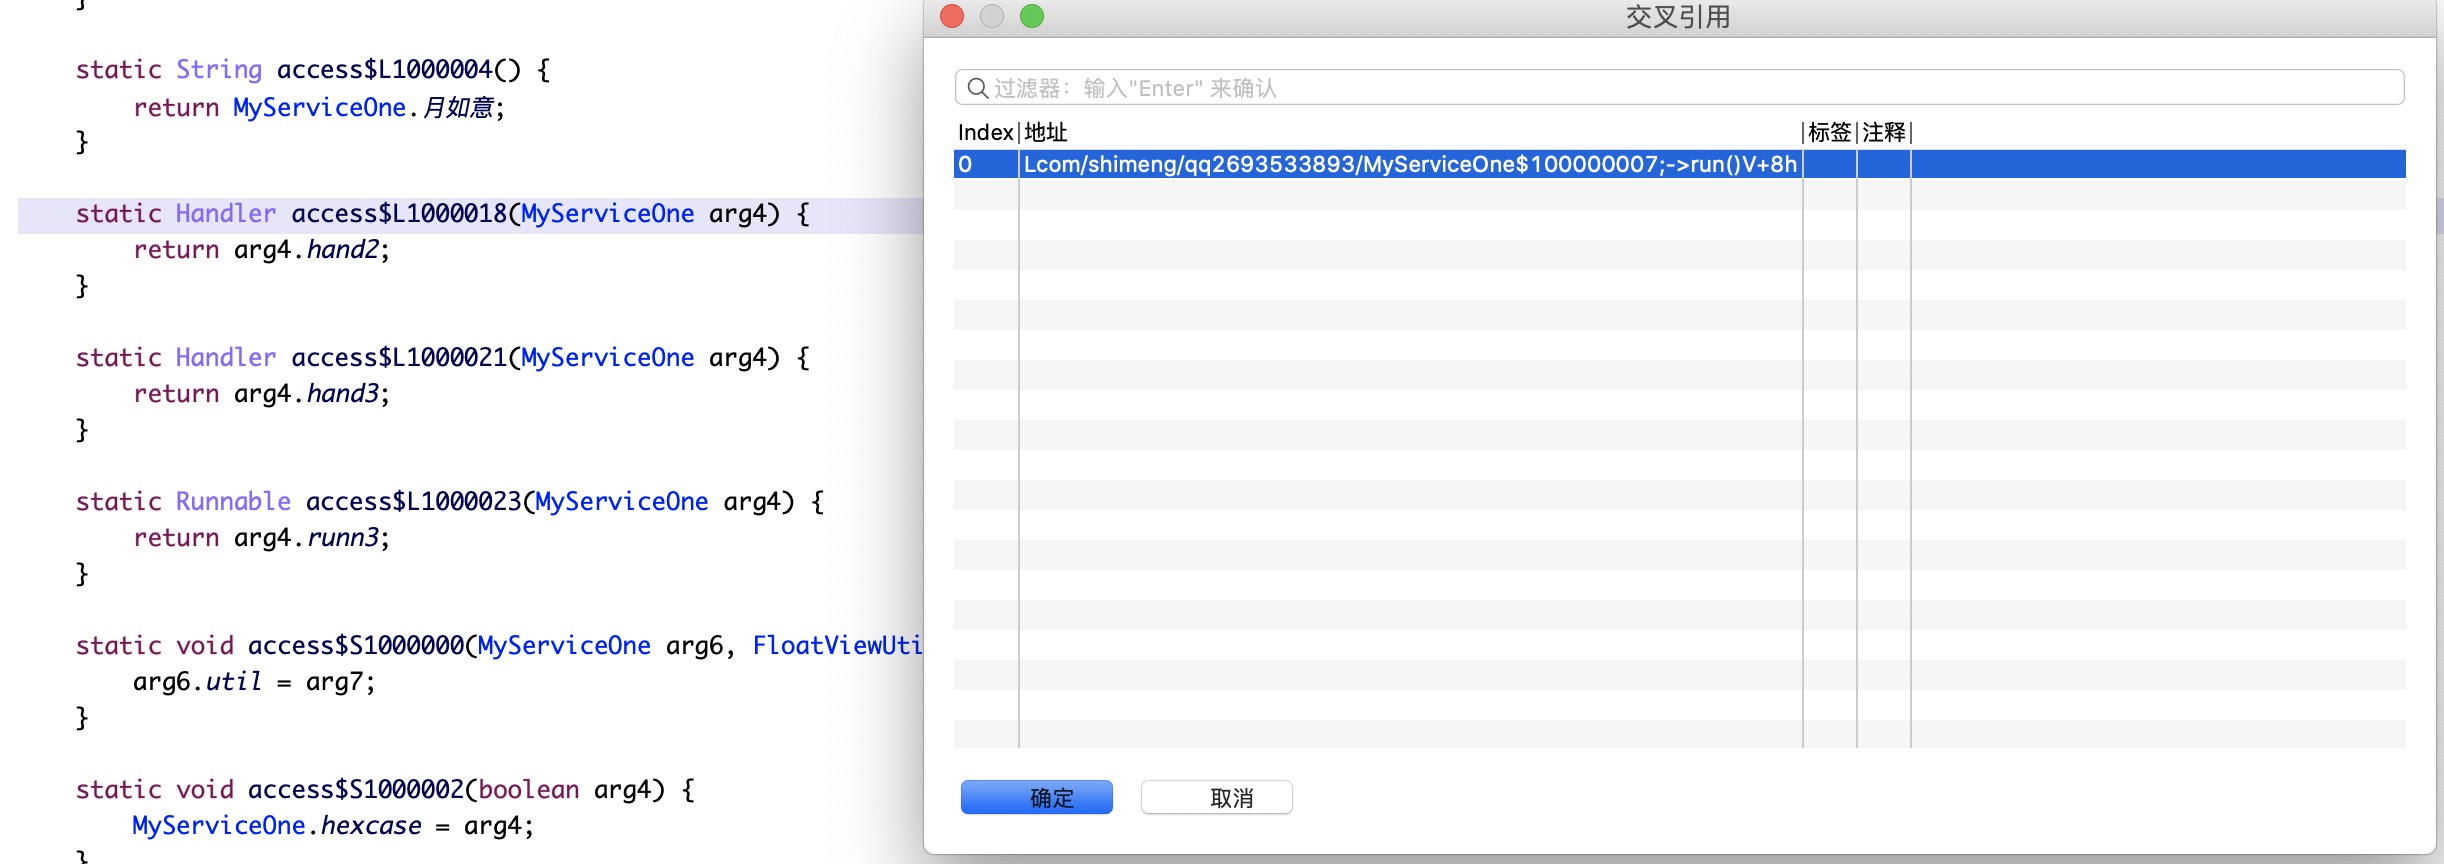 }
static String access$L1000004() {
return MyServiceOne.月如意;
}
static Handler access$L1000018(MyServiceOne arg4) {
return arg4.hand2;
}
static Handler access$L1000021(MyServiceOne arg4) {
return arg4.hand3;
}
static Runnable access$L1000023(MyServiceOne arg4) {
return arg4.runn3;
}
static void access$S1000000(MyServiceOne arg6, FloatViewUti
arg6.util = arg7;
}
static void access$S1000002(boolean arg4) {
MyServiceOne.hexcase = arg4;
}
交叉引用
过滤器：输入"Enter" 来确认
Index 地址 标签 注释
0 Lcom/shimeng/qq2693533893/MyServiceOne$100000007;->run()V+8h
确定 取消